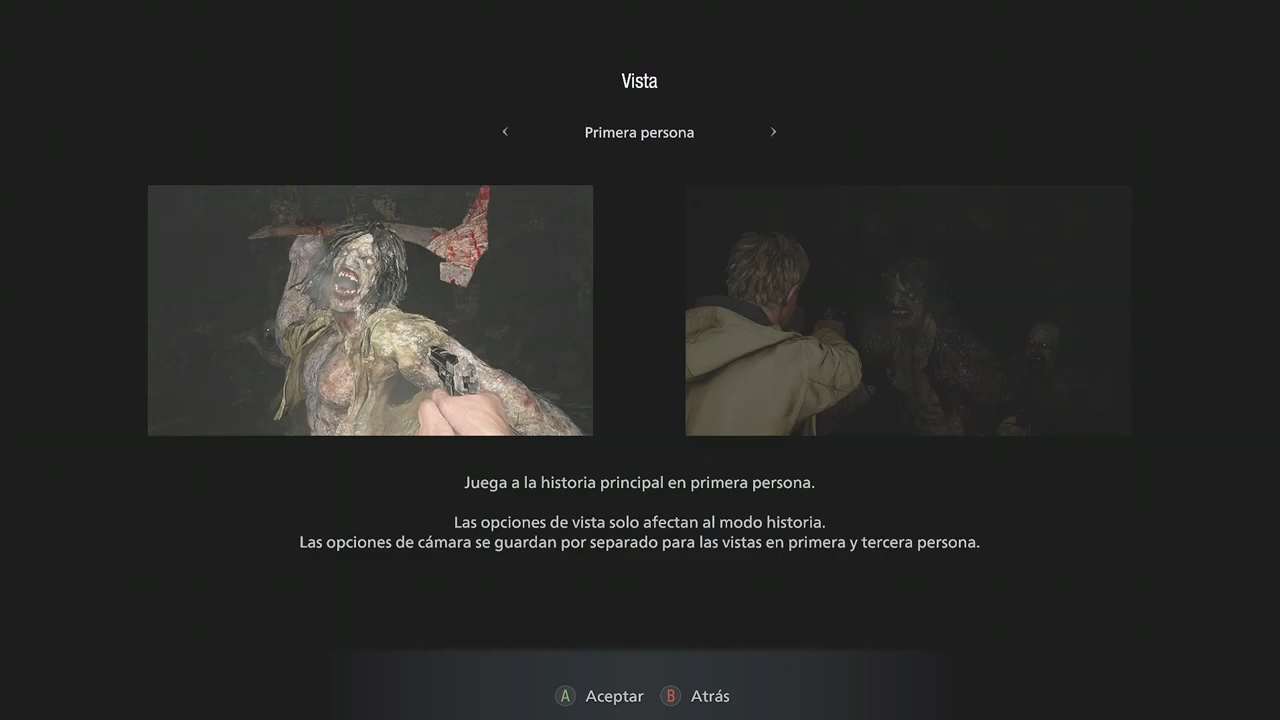 Vista
Primera persona
Juega a la historia principal en primera persona.
Las opciones de vista solo afectan al modo historia.
Las opciones de cámara se guardan por separado para las vistas en primera y tercera persona.
A Aceptar B Atrás